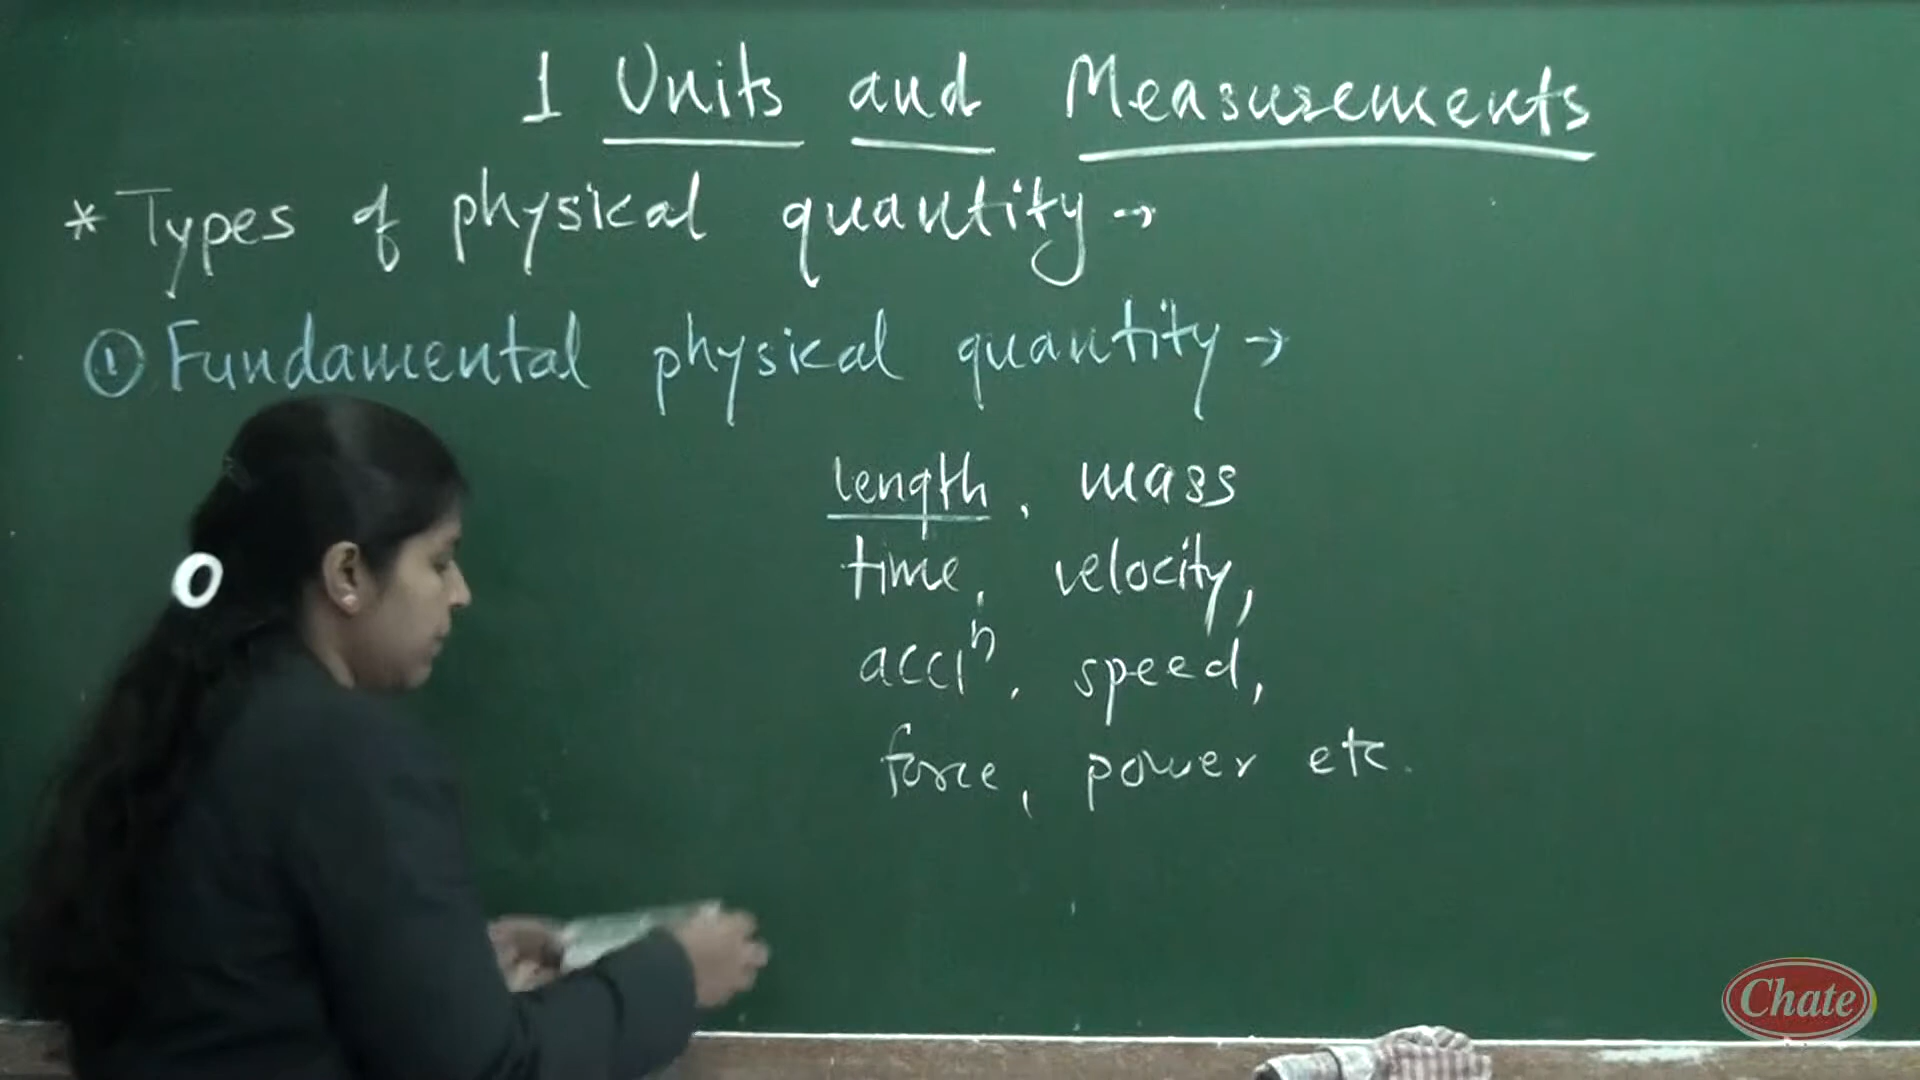 1 Units and Measurements
* Types of physical quantity →
① Fundamental physical quantity →
length, mass
time, velocity,
acclⁿ, speed,
force, power etc.
Chate